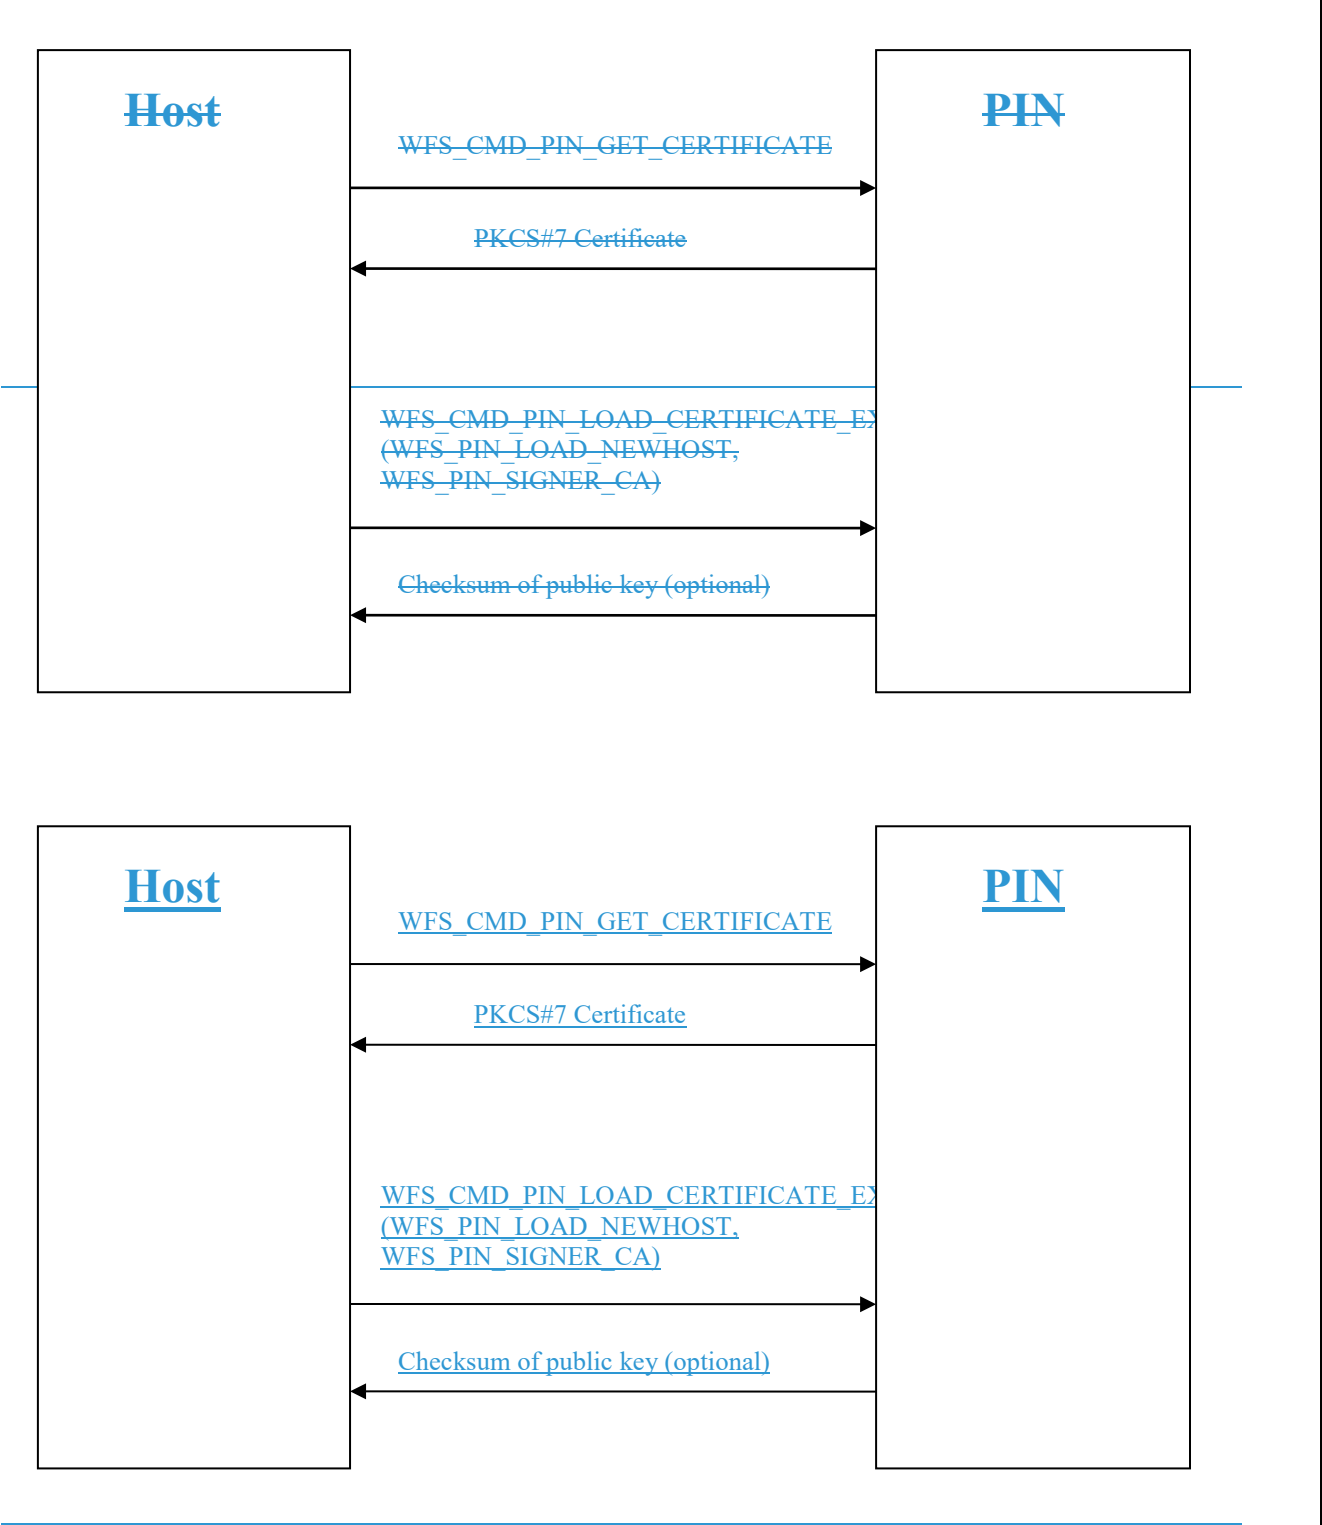 Host
PIN
WFS_CMD_PIN_GET_CERTIFICATE
PKCS#7 Certificate
WFS_CMD_PIN_LOAD_CERTIFICATE_EX
(WFS_PIN_LOAD_NEWHOST,
WFS_PIN_SIGNER_CA)
Checksum of public key (optional)
Host
PIN
WFS_CMD_PIN_GET_CERTIFICATE
PKCS#7 Certificate
WFS_CMD_PIN_LOAD_CERTIFICATE_EX
(WFS_PIN_LOAD_NEWHOST,
WFS_PIN_SIGNER_CA)
Checksum of public key (optional)